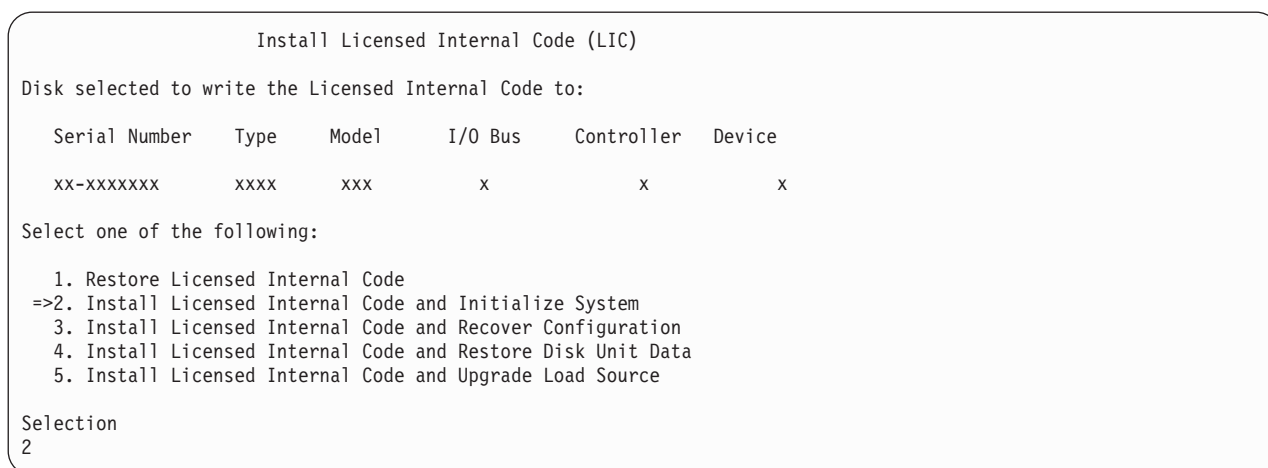 Install Licensed Internal Code (LIC)
Disk selected to write the Licensed Internal Code to:
Serial Number Type Model I/O Bus Controller Device
xx-xxxxxxx xxxx xxx x x x
Select one of the following:
1. Restore Licensed Internal Code
=>2. Install Licensed Internal Code and Initialize System
3. Install Licensed Internal Code and Recover Configuration
4. Install Licensed Internal Code and Restore Disk Unit Data
5. Install Licensed Internal Code and Upgrade Load Source
Selection
2